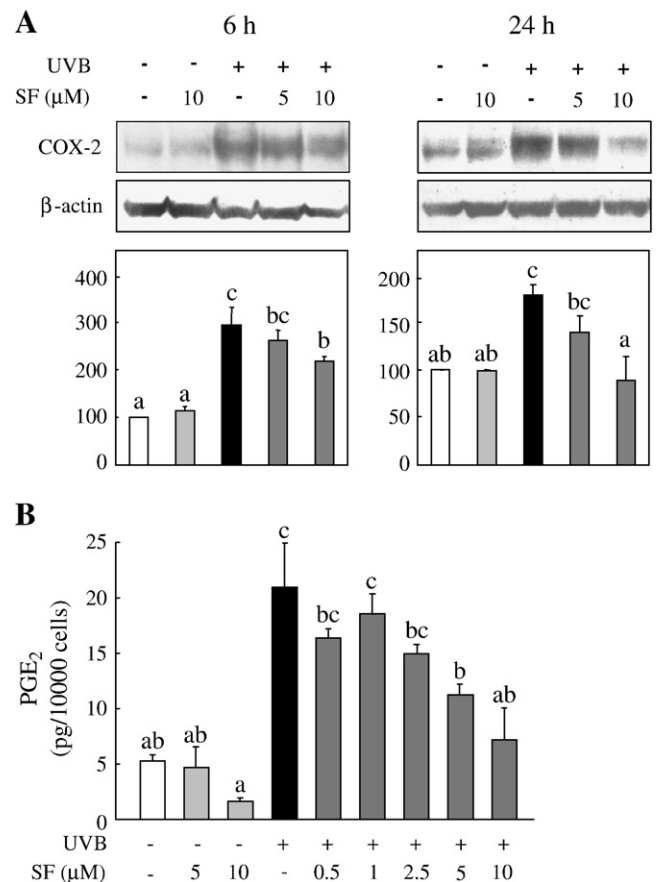 A
6 h
24 h
UVB - - + + +
- - + + +
SF (μM) - 10 - 5 10
- 10 - 5 10
COX-2
β-actin
400
300
200
100
0
a a c bc b
200
150
100
50
0
ab ab c bc a
B
PGE2
(pg/10000 cells)
25
20
15
10
5
0
ab ab a c bc c bc b ab
UVB - - - + + + + + +
SF (μM) - 5 10 - 0.5 1 2.5 5 10